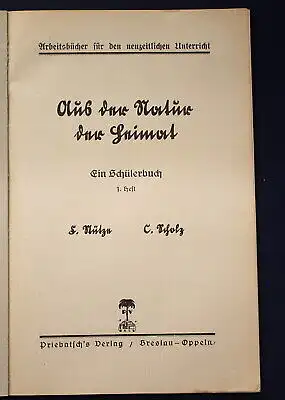 Arbeitsbücher für den neuzeitlichen Unterricht
Aus der Natur
der Heimat
Ein Schülerbuch
1. Heft
F. Nütze C. Scholz
Priebatsch's Verlag / Breslau-Oppeln